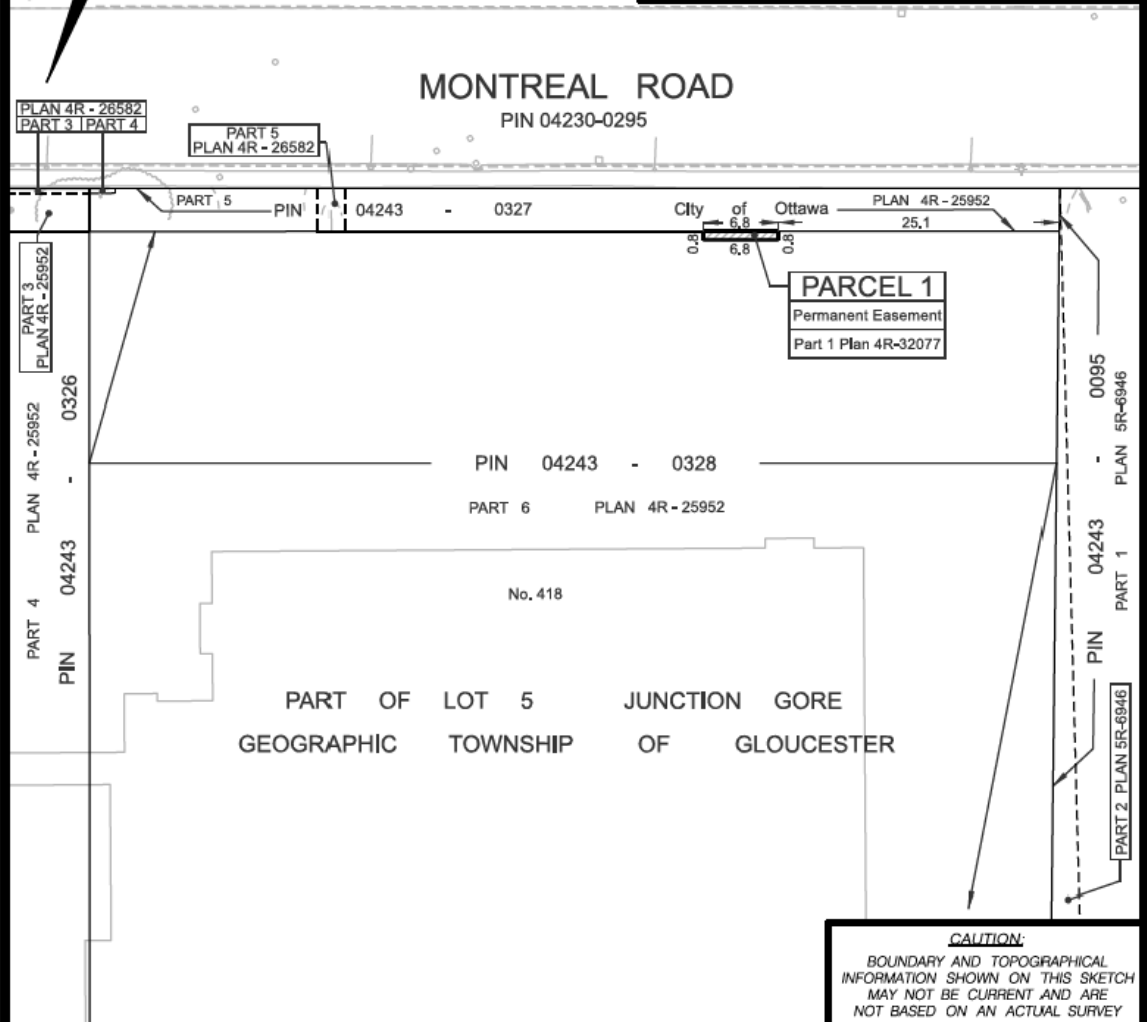 MONTREAL ROAD
PIN 04230-0295
PLAN 4R - 26582
PART 3 PART 4
PART 5
PLAN 4R - 26582
PART 5
PIN 04243 - 0327
City of Ottawa
PLAN 4R - 25952
6.8
25.1
0.8
6.8
0.8
PARCEL 1
Permanent Easement
Part 1 Plan 4R-32077
PART 3
PLAN 4R - 25952
PART 4 PLAN 4R - 25952
PIN 04243 - 0326
PIN 04243 - 0328
PART 6 PLAN 4R - 25952
No. 418
PART OF LOT 5 JUNCTION GORE
GEOGRAPHIC TOWNSHIP OF GLOUCESTER
PIN 04243 - 0095
PART 1 PLAN 5R-6946
PART 2 PLAN 5R-6946
CAUTION:
BOUNDARY AND TOPOGRAPHICAL
INFORMATION SHOWN ON THIS SKETCH
MAY NOT BE CURRENT AND ARE
NOT BASED ON AN ACTUAL SURVEY